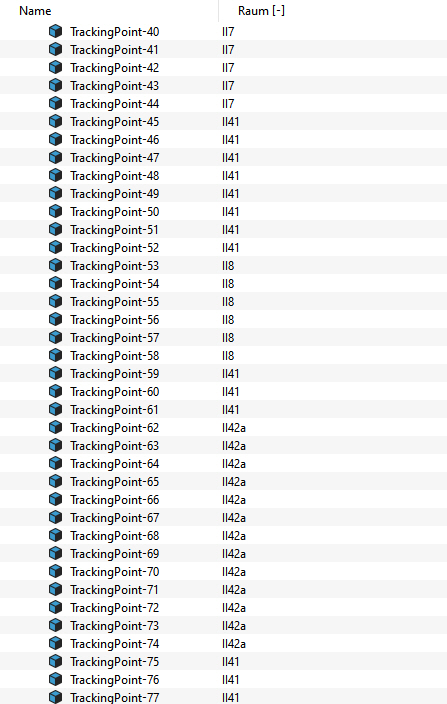 Name Raum [-]
TrackingPoint-40 II7
TrackingPoint-41 II7
TrackingPoint-42 II7
TrackingPoint-43 II7
TrackingPoint-44 II7
TrackingPoint-45 II41
TrackingPoint-46 II41
TrackingPoint-47 II41
TrackingPoint-48 II41
TrackingPoint-49 II41
TrackingPoint-50 II41
TrackingPoint-51 II41
TrackingPoint-52 II41
TrackingPoint-53 II8
TrackingPoint-54 II8
TrackingPoint-55 II8
TrackingPoint-56 II8
TrackingPoint-57 II8
TrackingPoint-58 II8
TrackingPoint-59 II41
TrackingPoint-60 II41
TrackingPoint-61 II41
TrackingPoint-62 II42a
TrackingPoint-63 II42a
TrackingPoint-64 II42a
TrackingPoint-65 II42a
TrackingPoint-66 II42a
TrackingPoint-67 II42a
TrackingPoint-68 II42a
TrackingPoint-69 II42a
TrackingPoint-70 II42a
TrackingPoint-71 II42a
TrackingPoint-72 II42a
TrackingPoint-73 II42a
TrackingPoint-74 II42a
TrackingPoint-75 II41
TrackingPoint-76 II41
TrackingPoint-77 II41